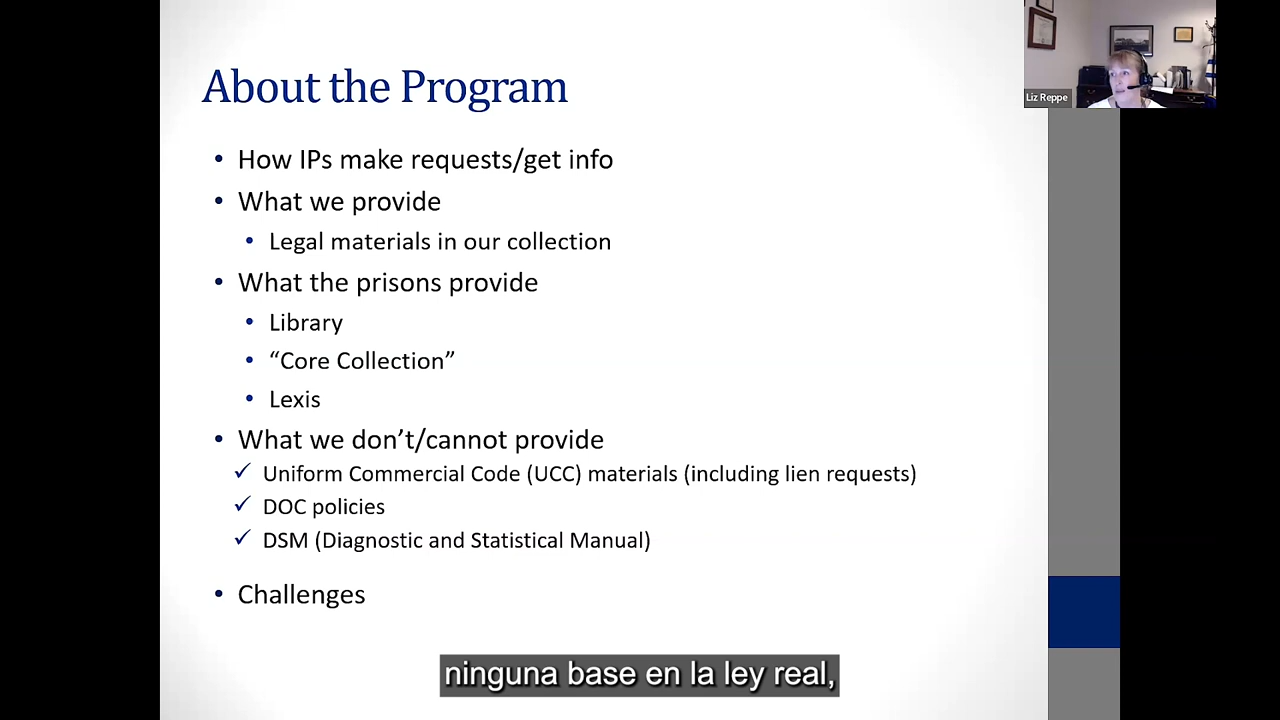 About the Program
• How IPs make requests/get info
• What we provide
• Legal materials in our collection
• What the prisons provide
• Library
• “Core Collection”
• Lexis
• What we don’t/cannot provide
✓ Uniform Commercial Code (UCC) materials (including lien requests)
✓ DOC policies
✓ DSM (Diagnostic and Statistical Manual)
• Challenges
Liz Reppe
ninguna base en la ley real,